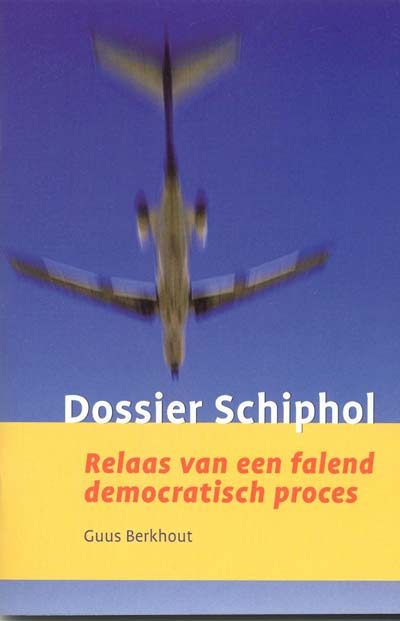 Dossier Schiphol
Relaas van een falend
democratisch proces
Guus Berkhout